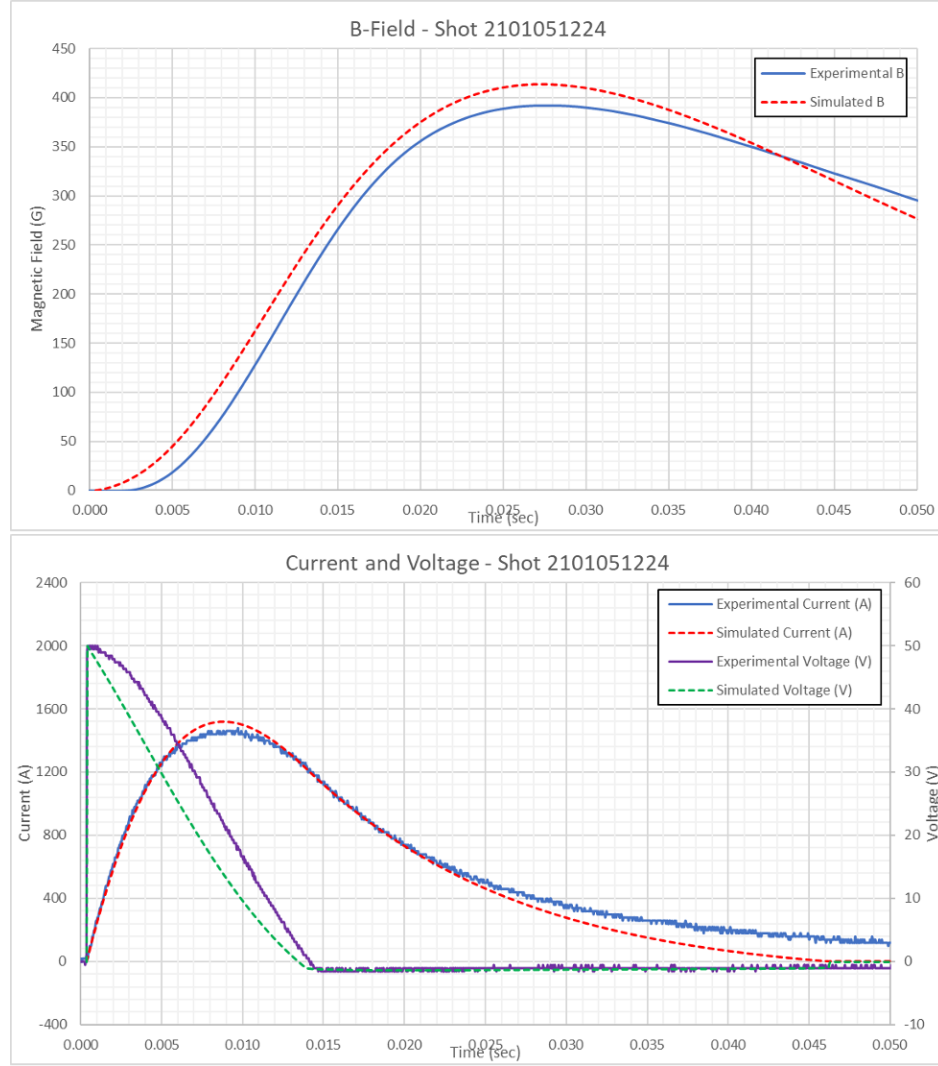 B-Field - Shot 2101051224
Experimental B
Simulated B
Magnetic Field (G)
450
400
350
300
250
200
150
100
50
0
0.000 0.005 0.010 0.015 0.020 0.025 0.030 0.035 0.040 0.045 0.050
Time (sec)
Current and Voltage - Shot 2101051224
Experimental Current (A)
Simulated Current (A)
Experimental Voltage (V)
Simulated Voltage (V)
Current (A)
2400
2000
1600
1200
800
400
0
-400
60
50
40
30
20
10
0
-10
Voltage (V)
0.000 0.005 0.010 0.015 0.020 0.025 0.030 0.035 0.040 0.045 0.050
Time (sec)